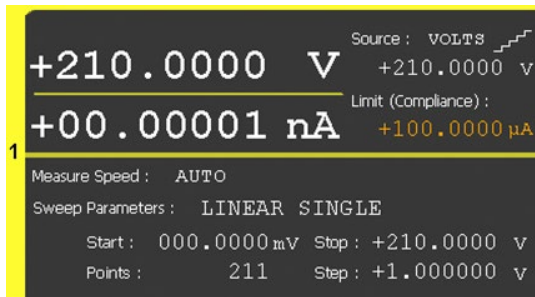 +210.0000 V
Source : VOLTS
+210.0000 V
Limit (Compliance) :
+00.00001 nA
+100.0000 µA
1
Measure Speed : AUTO
Sweep Parameters : LINEAR SINGLE
Start : 000.0000 mV Stop : +210.0000 V
Points : 211 Step : +1.000000 V